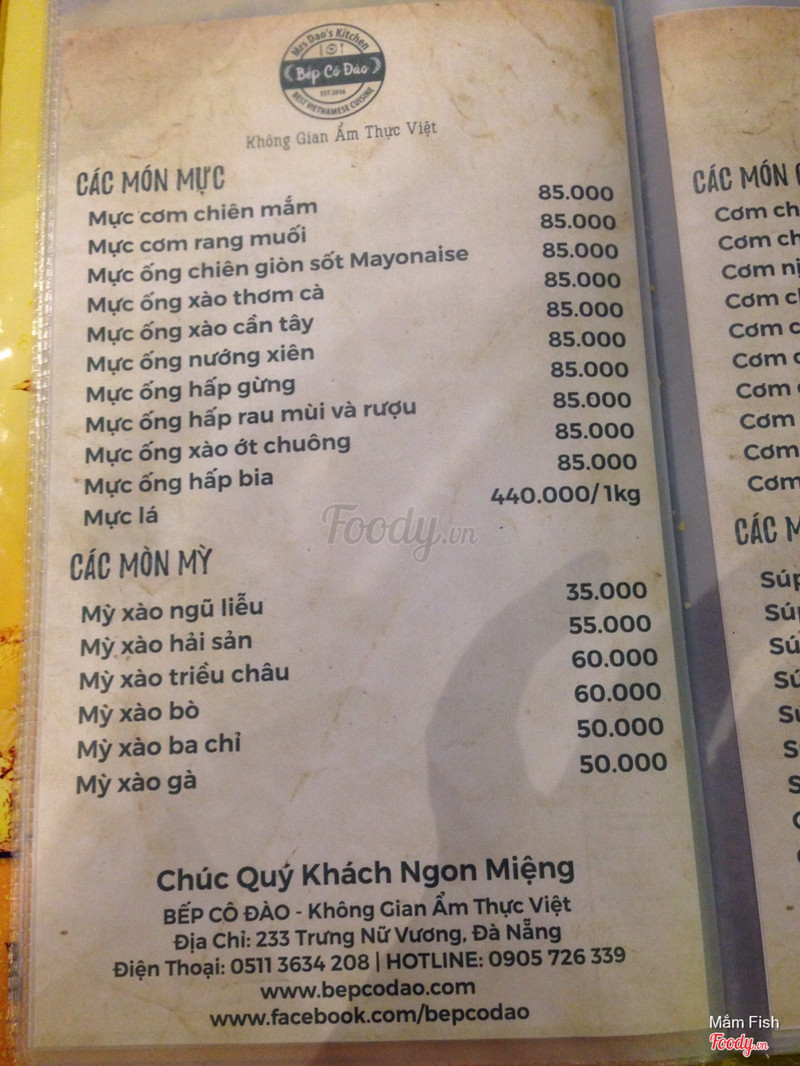 Mrs Dao's Kitchen
Bếp Cô Đào
EST 2016
BEST VIETNAMESE CUISINE
Không Gian Ẩm Thực Việt
CÁC MÓN MỰC
Mực cơm chiên mắm 85.000
Mực cơm rang muối 85.000
Mực ống chiên giòn sốt Mayonaise 85.000
Mực ống xào thơm cà 85.000
Mực ống xào cần tây 85.000
Mực ống nướng xiên 85.000
Mực ống hấp gừng 85.000
Mực ống hấp rau mùi và rượu 85.000
Mực ống xào ớt chuông 85.000
Mực ống hấp bia 85.000
Mực lá 440.000/1kg
Foody.vn
CÁC MÒN MỲ
Mỳ xào ngũ liễu 35.000
Mỳ xào hải sản 55.000
Mỳ xào triều châu 60.000
Mỳ xào bò 60.000
Mỳ xào ba chỉ 50.000
Mỳ xào gà 50.000
Chúc Quý Khách Ngon Miệng
BẾP CÔ ĐÀO - Không Gian Ẩm Thực Việt
Địa Chỉ: 233 Trưng Nữ Vương, Đà Nẵng
Điện Thoại: 0511 3634 208 | HOTLINE: 0905 726 339
www.bepcodao.com
www.facebook.com/bepcodao
CÁC MÓN
Cơm
Cơm
Cơm
Cơm
Cơm
Cơm
Cơm
Cơm
Cơm
Cơm
CÁC
Súp
Mắm Fish
Foody.vn